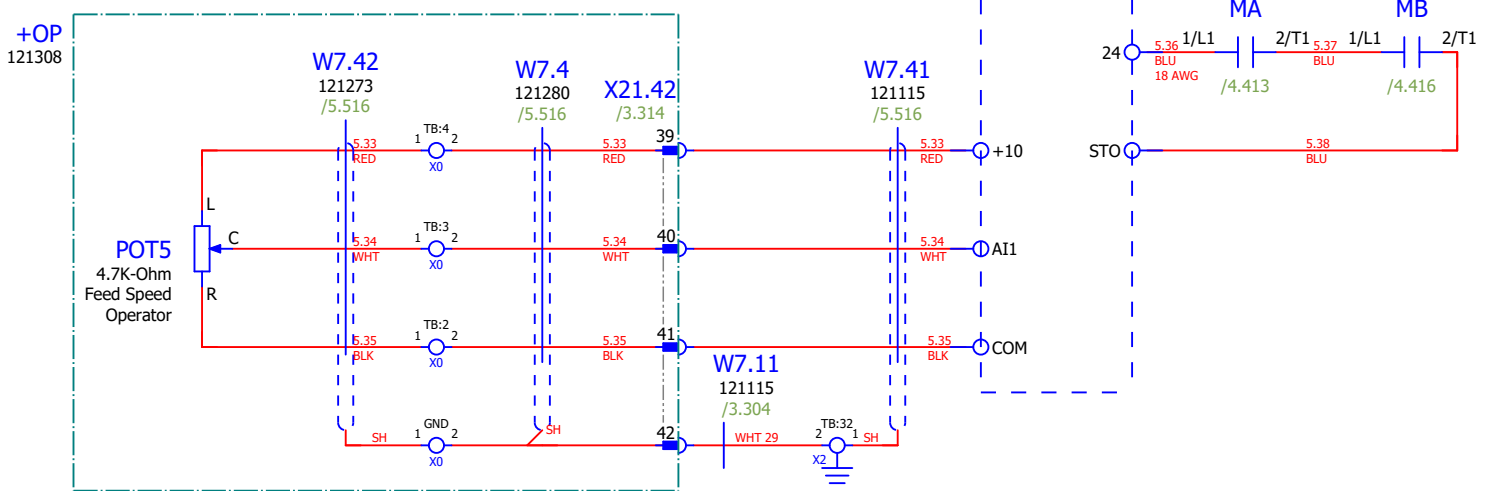 +OP
121308
W7.42
121273
/5.516
W7.4
121280
/5.516
X21.42
/3.314
W7.41
121115
/5.516
MA
MB
24
5.36
BLU
18 AWG
1/L1
2/T1
5.37
BLU
1/L1
2/T1
/4.413
/4.416
5.33
RED
TB:4
1
2
X0
5.33
RED
39
5.33
RED
+10
STO
5.38
BLU
L
C
R
POT5
4.7K-Ohm
Feed Speed
Operator
5.34
WHT
TB:3
1
2
X0
5.34
WHT
40
5.34
WHT
AI1
5.35
BLK
TB:2
1
2
X0
5.35
BLK
41
5.35
BLK
COM
W7.11
121115
/3.304
SH
GND
1
2
X0
SH
42
WHT 29
TB:32
2
1
X2
SH